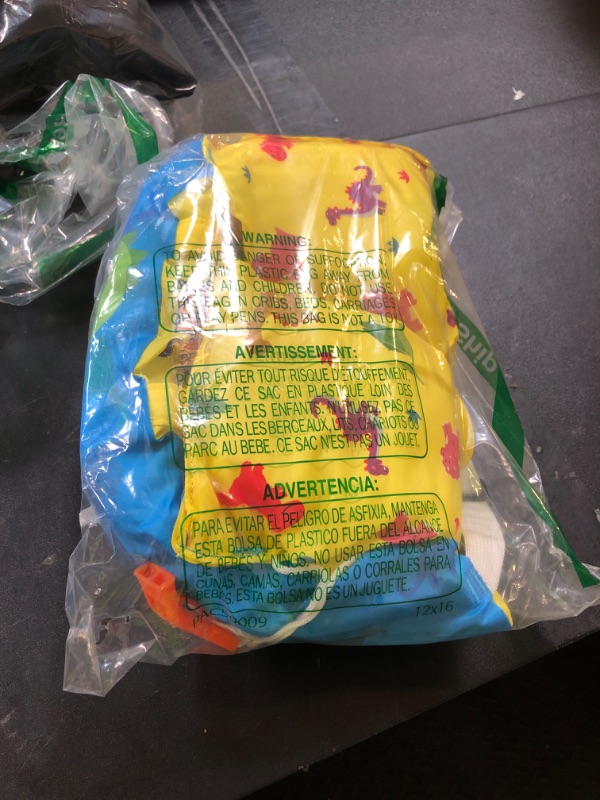 WARNING:
TO AVOID DANGER OF SUFFOCATION,
KEEP THIS PLASTIC BAG AWAY FROM
BABIES AND CHILDREN. DO NOT USE
THIS BAG IN CRIBS, BEDS, CARRIAGES
OR PLAY PENS. THIS BAG IS NOT A TOY.
AVERTISSEMENT:
POUR ÉVITER TOUT RISQUE D'ÉTOUFFEMENT,
GARDEZ CE SAC EN PLASTIQUE LOIN DES
BÉBÉS ET LES ENFANTS. N'UTILISEZ PAS CE
SAC DANS LES BERCEAUX, LITS, CHARIOTS OU
PARC AU BEBE. CE SAC N'EST PAS UN JOUET.
ADVERTENCIA:
PARA EVITAR EL PELIGRO DE ASFIXIA, MANTENGA
ESTA BOLSA DE PLASTICO FUERA DEL ALCANCE
DE BEBÉS Y NIÑOS. NO USAR ESTA BOLSA EN
CUNAS, CAMAS, CARRIOLAS O CORRALES PARA
BEBÉS, ESTA BOLSA NO ES UN JUGUETE.
12x16